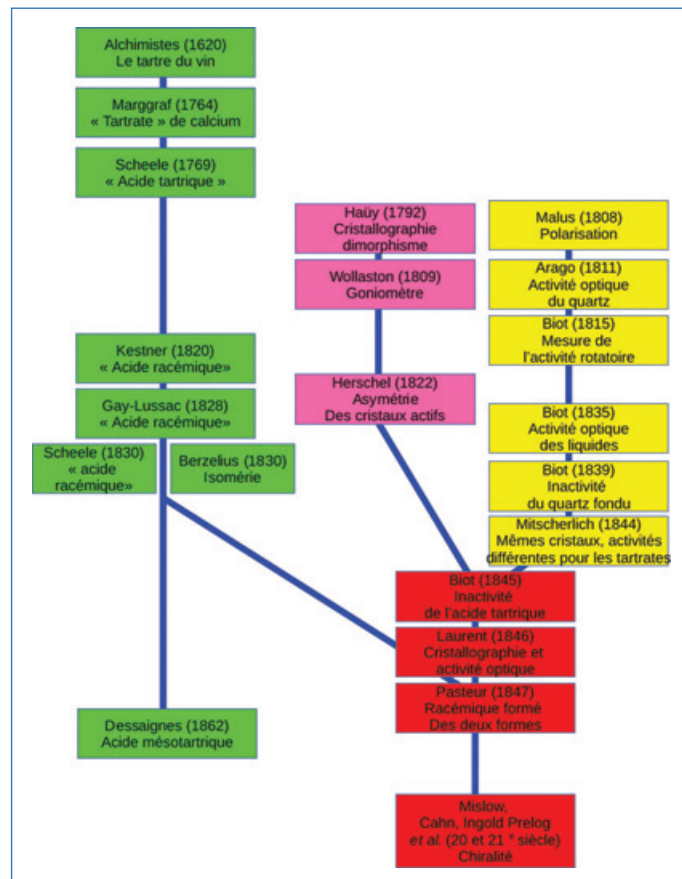 Alchimistes (1620)
Le tartre du vin
Marggraf (1764)
« Tartrate » de calcium
Scheele (1769)
« Acide tartrique »
Kestner (1820)
« Acide racémique»
Gay-Lussac (1828)
« Acide racémique»
Scheele (1830)
« acide
racémique»
Berzelius (1830)
Isomérie
Dessaignes (1862)
Acide mésotartrique
Haüy (1792)
Cristallographie
dimorphisme
Wollaston (1809)
Goniomètre
Herschel (1822)
Asymétrie
Des cristaux actifs
Malus (1808)
Polarisation
Arago (1811)
Activité optique
du quartz
Biot (1815)
Mesure de
l'activité rotatoire
Biot (1835)
Activité optique
des liquides
Biot (1839)
Inactivité
du quartz fondu
Mitscherlich (1844)
Mêmes cristaux, activités
différentes pour les tartrates
Biot (1845)
Inactivité
de l'acide tartrique
Laurent (1846)
Cristallographie et
activité optique
Pasteur (1847)
Racémique formé
Des deux formes
Mislow,
Cahn, Ingold Prelog
et al. (20 et 21 ° siècle)
Chiralité